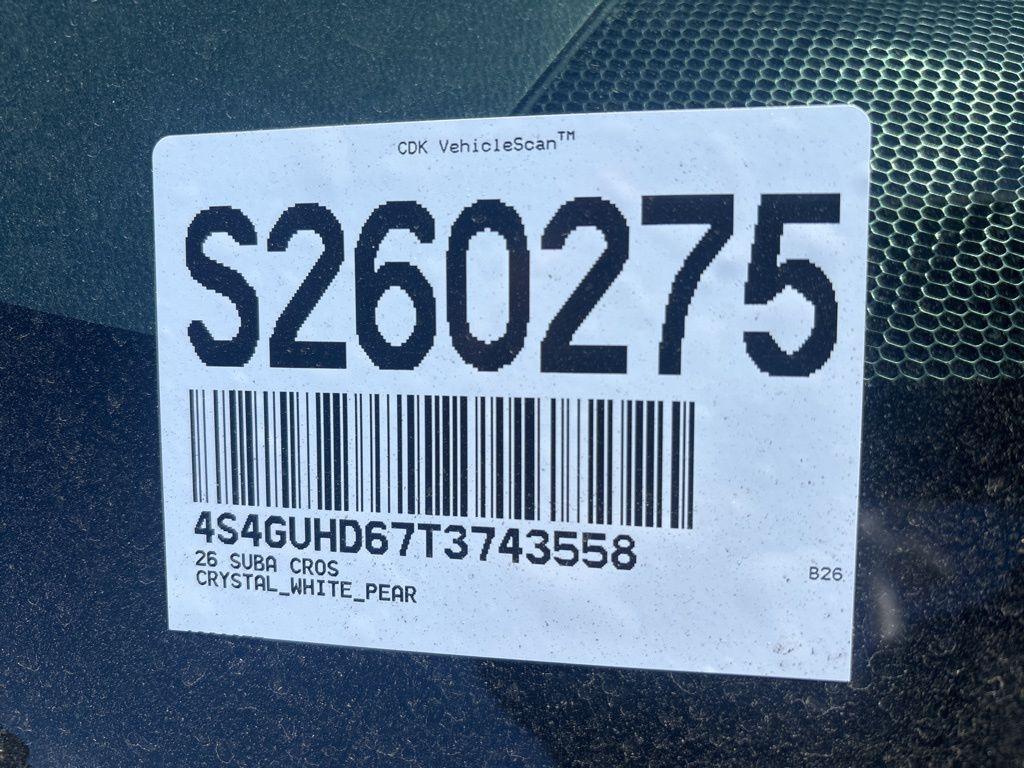 CDK VehicleScan™
S260275
4S4GUHD67T3743558
26 SUBA CROS
CRYSTAL_WHITE_PEAR
B26